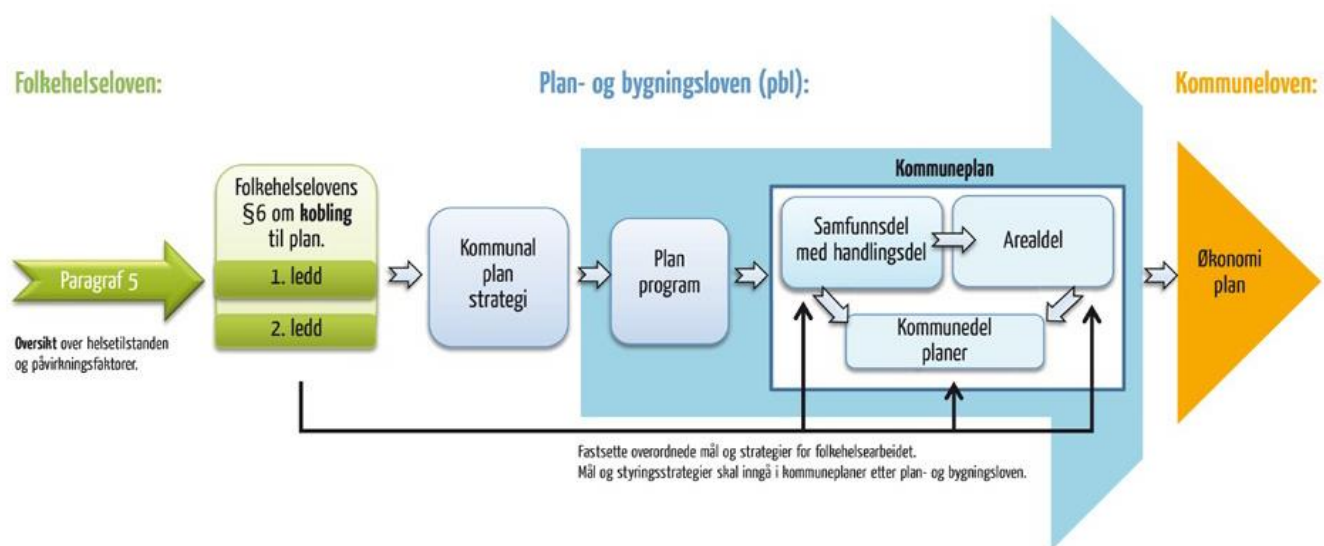 Folkehelseloven:
Plan- og bygningsloven (pbl):
Kommuneloven:
Paragraf 5
Oversikt over helsetilstanden
og påvirkningsfaktorer.
Folkehelselovens
§6 om kobling
til plan.
1. ledd
2. ledd
Kommunal
plan
strategi
Plan
program
Kommuneplan
Samfunnsdel
med handlingsdel
Arealdel
Kommunedel
planer
Økonomi
plan
Fastsette overordnede mål og strategier for folkehelsearbeidet.
Mål og styringsstrategier skal inngå i kommuneplaner etter plan- og bygningsloven.